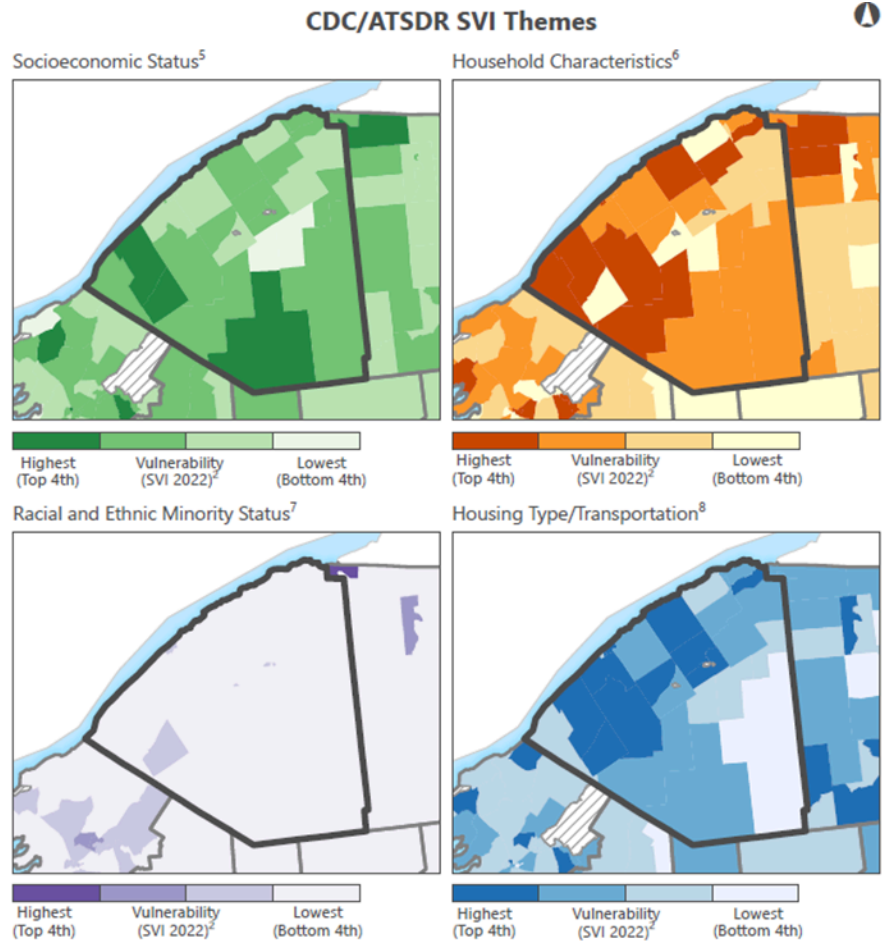 CDC/ATSDR SVI Themes
Socioeconomic Status5
Household Characteristics6
Highest
(Top 4th)
Vulnerability
(SVI 2022)2
Lowest
(Bottom 4th)
Highest
(Top 4th)
Vulnerability
(SVI 2022)2
Lowest
(Bottom 4th)
Racial and Ethnic Minority Status7
Housing Type/Transportation8
Highest
(Top 4th)
Vulnerability
(SVI 2022)2
Lowest
(Bottom 4th)
Highest
(Top 4th)
Vulnerability
(SVI 2022)2
Lowest
(Bottom 4th)